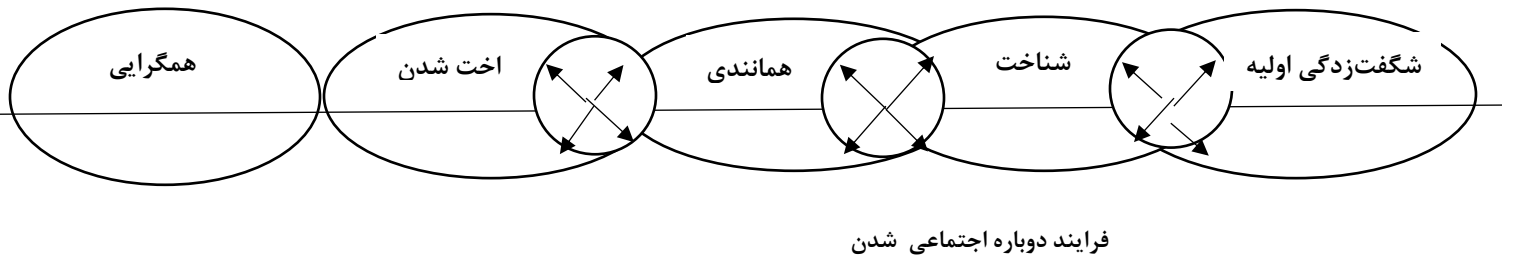 شگفت‌زدگی اولیه
شناخت
همانندی
اخت شدن
همگرایی
فرایند دوباره اجتماعی شدن